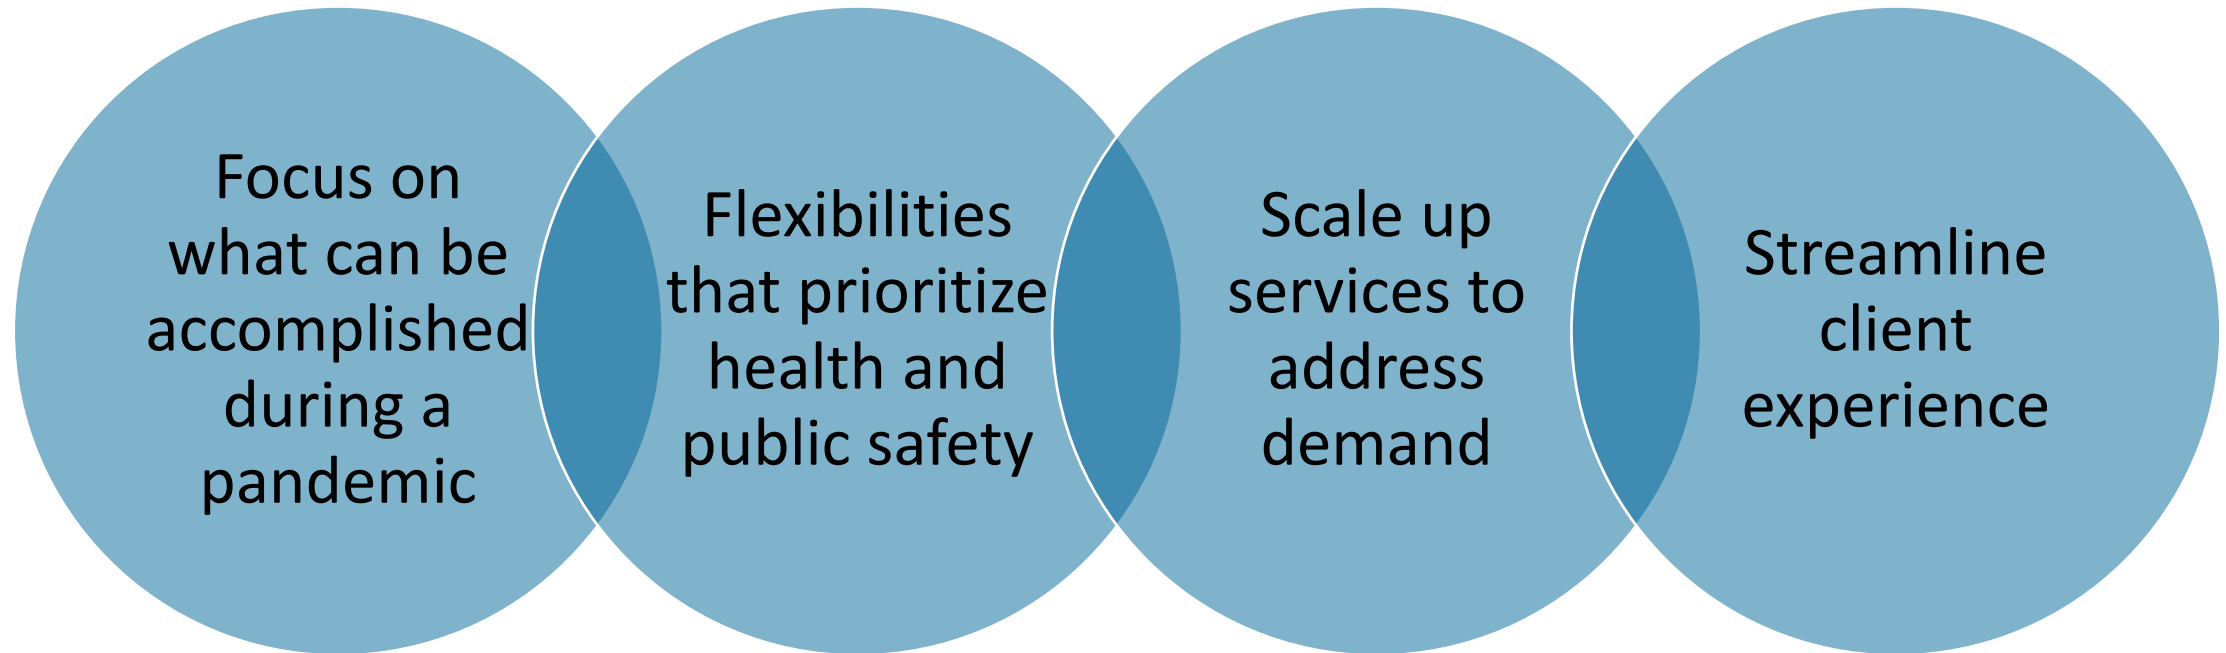 Focus on
what can be
accomplished
during a
pandemic
Flexibilities
that prioritize
health and
public safety
Scale up
services to
address
demand
Streamline
client
experience